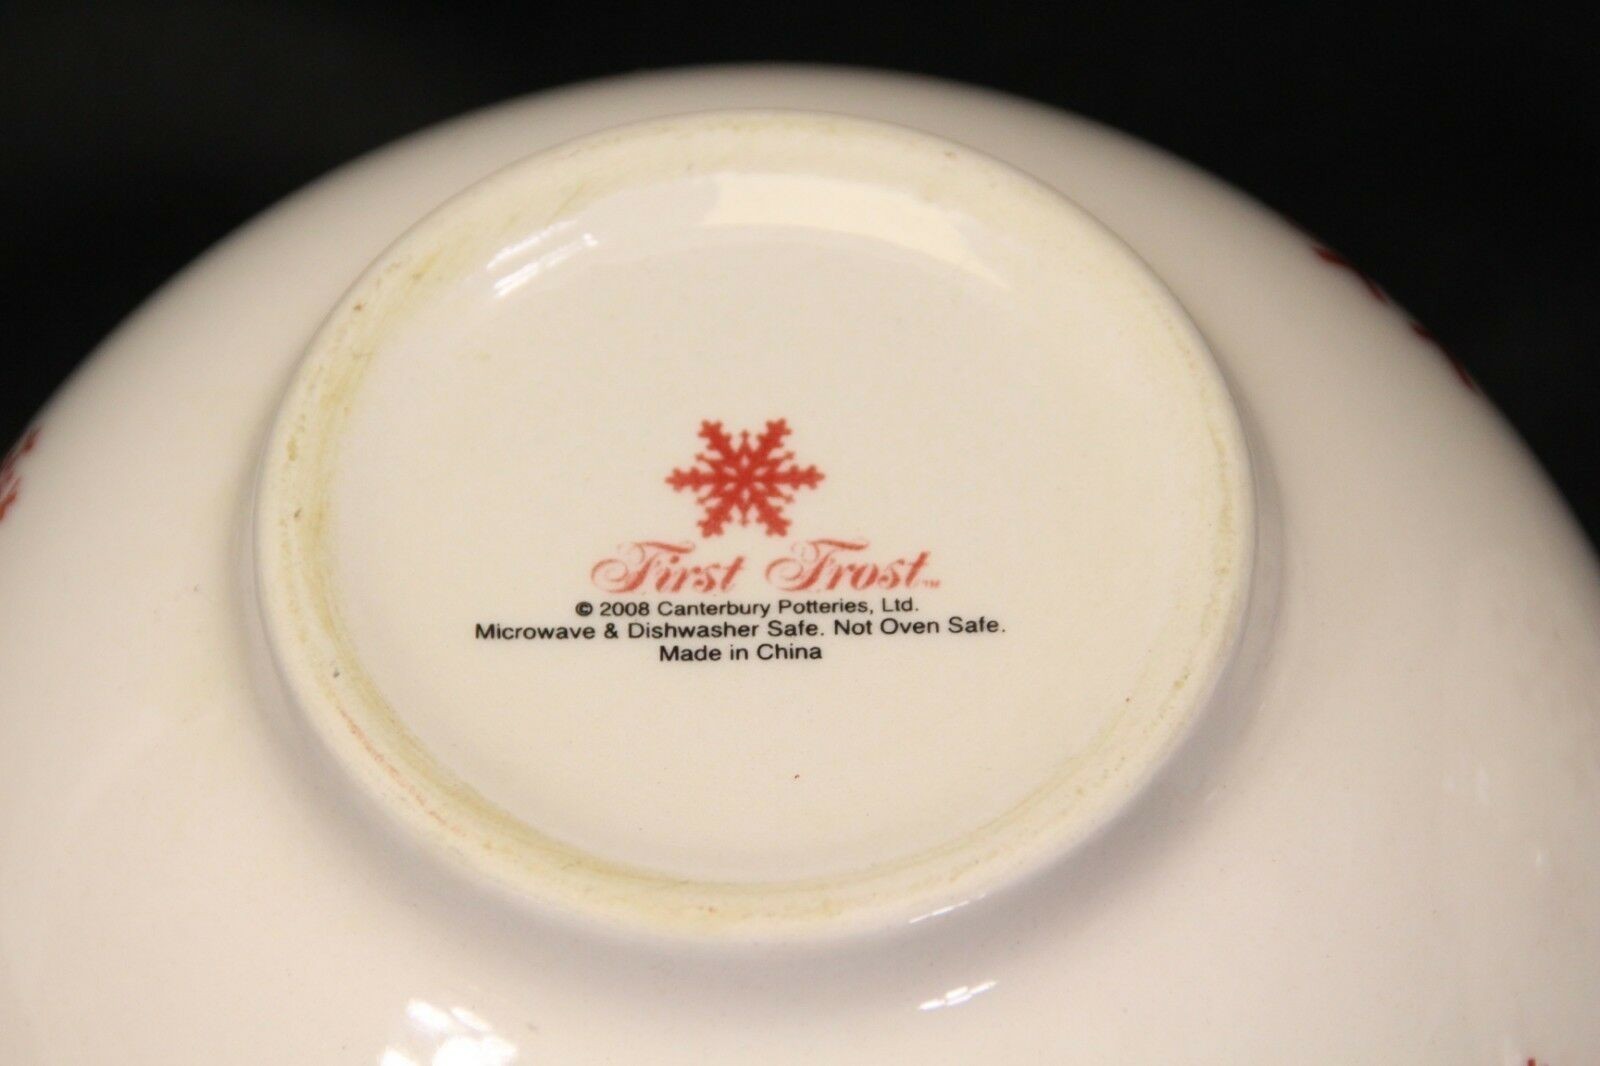 First Frost™
© 2008 Canterbury Potteries, Ltd.
Microwave & Dishwasher Safe. Not Oven Safe.
Made in China